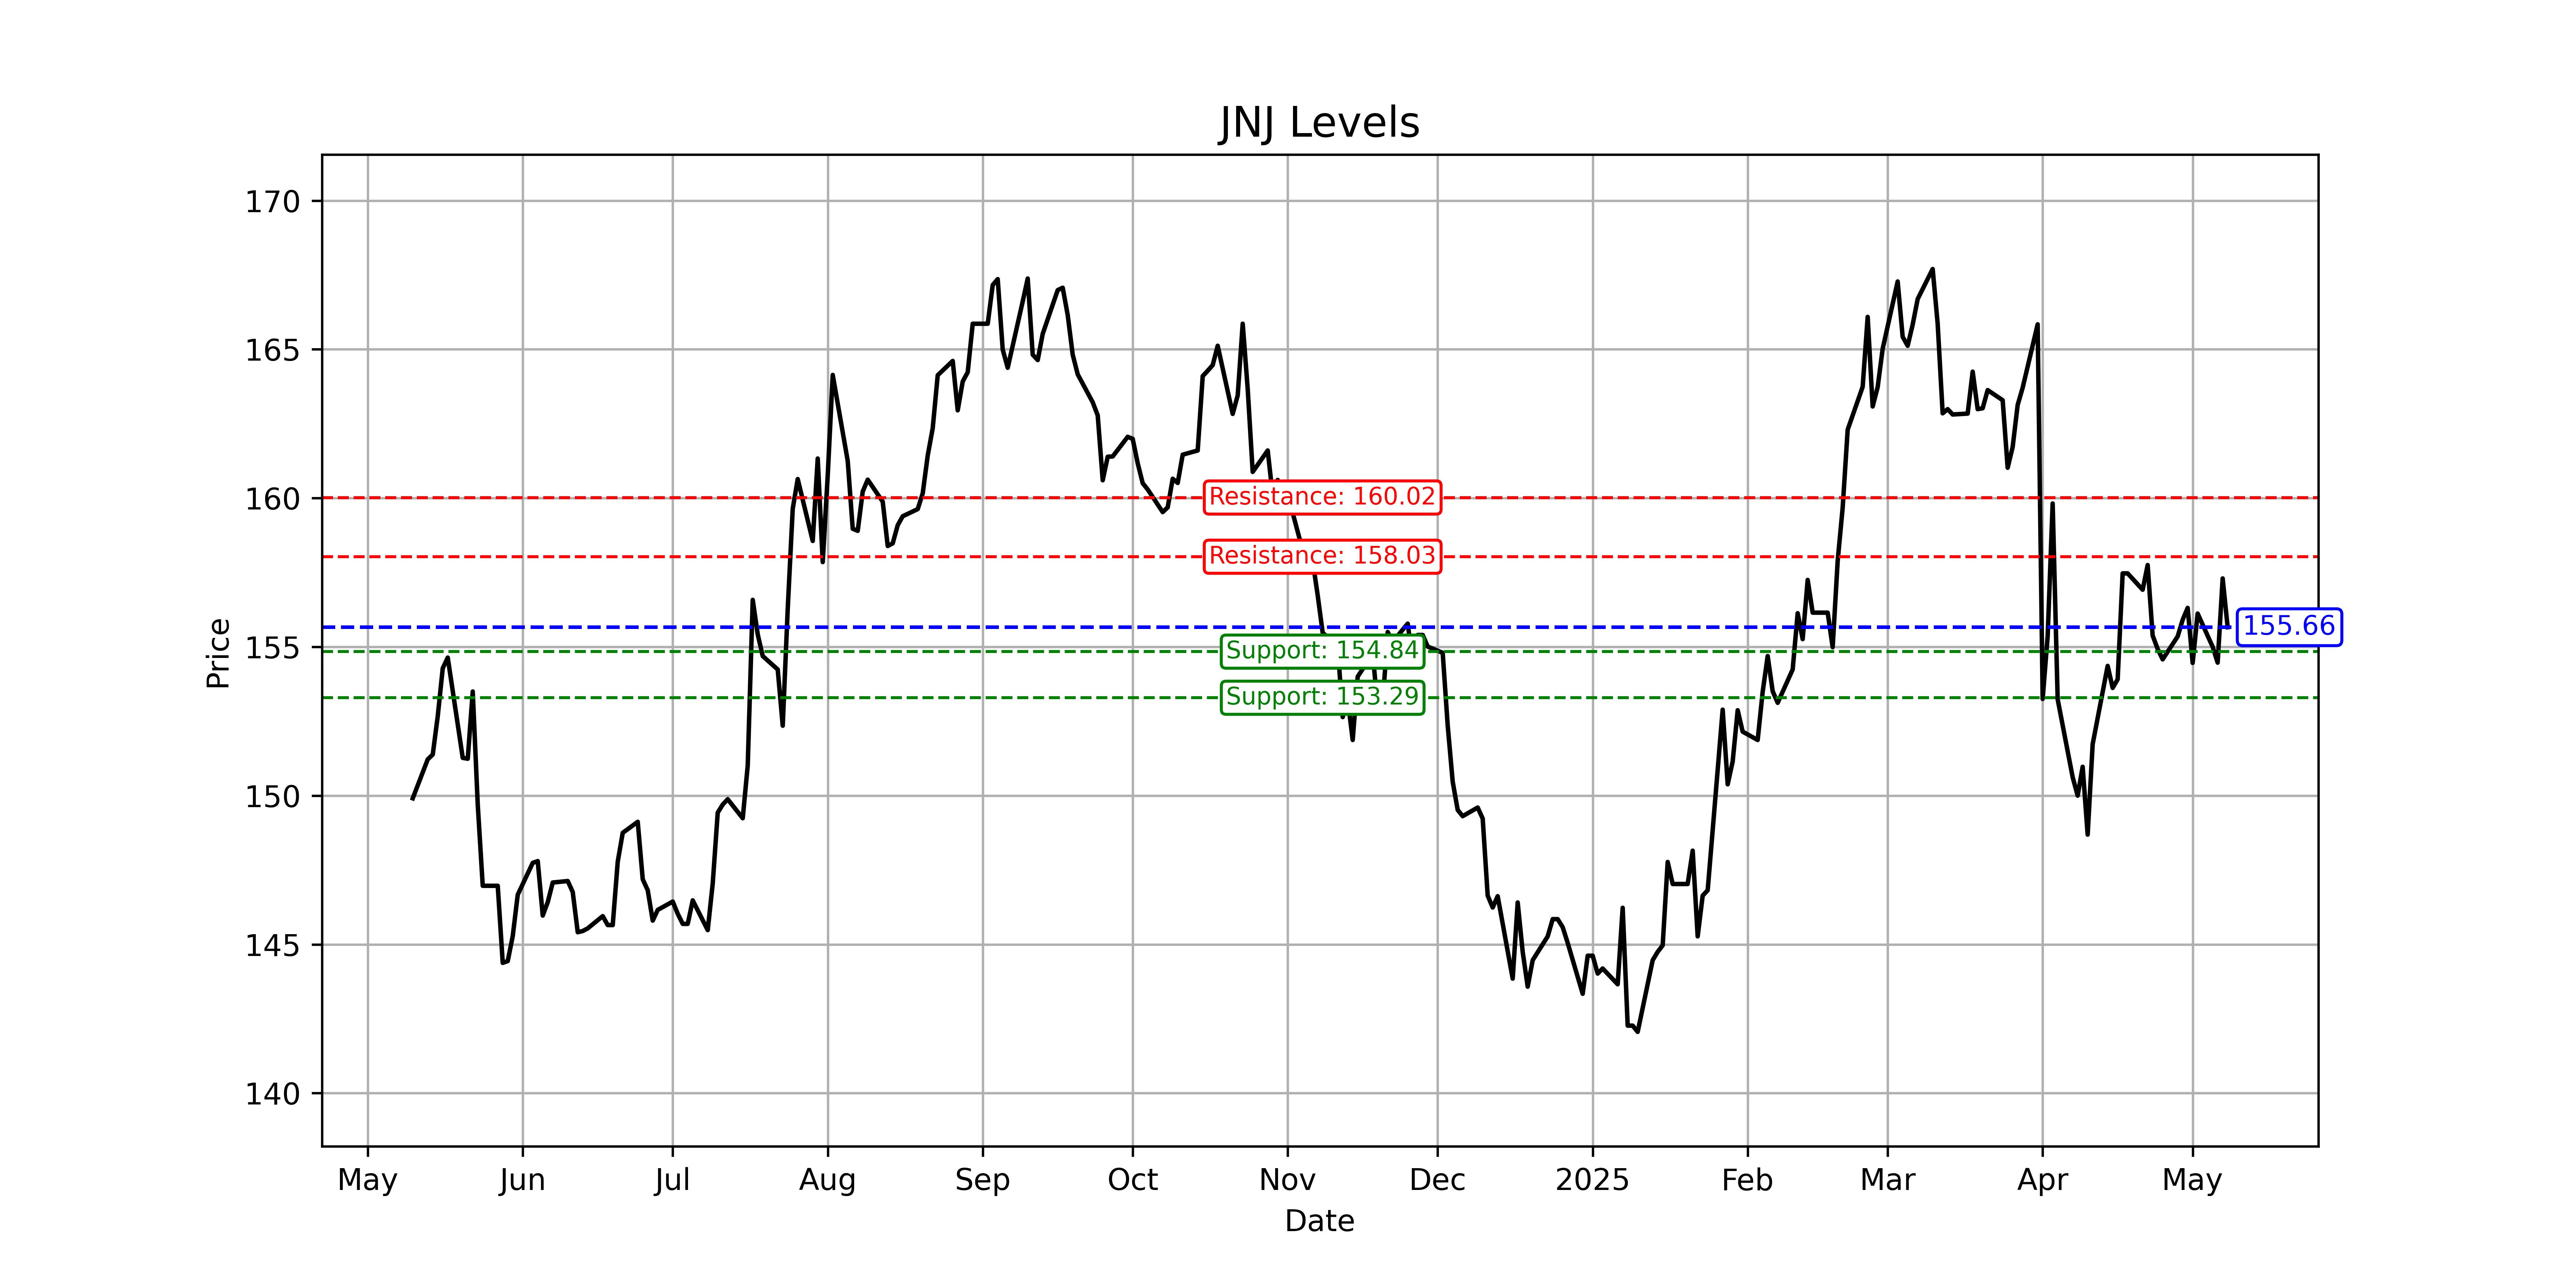 JNJ Levels
170
165
160
155
150
145
140
Price
Resistance: 160.02
Resistance: 158.03
155.66
Support: 154.84
Support: 153.29
May Jun Jul Aug Sep Oct Nov Dec 2025 Feb Mar Apr May
Date